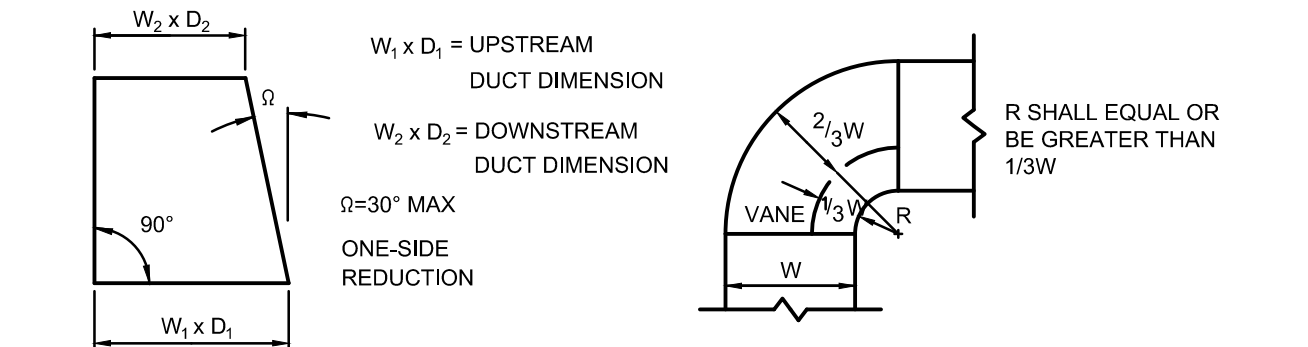 W₂ x D₂
W₁ x D₁ = UPSTREAM
DUCT DIMENSION
W₂ x D₂ = DOWNSTREAM
DUCT DIMENSION
Ω
Ω=30° MAX
90°
ONE-SIDE
REDUCTION
W₁ x D₁
2/3W
1/3W
VANE
R
W
R SHALL EQUAL OR
BE GREATER THAN
1/3W